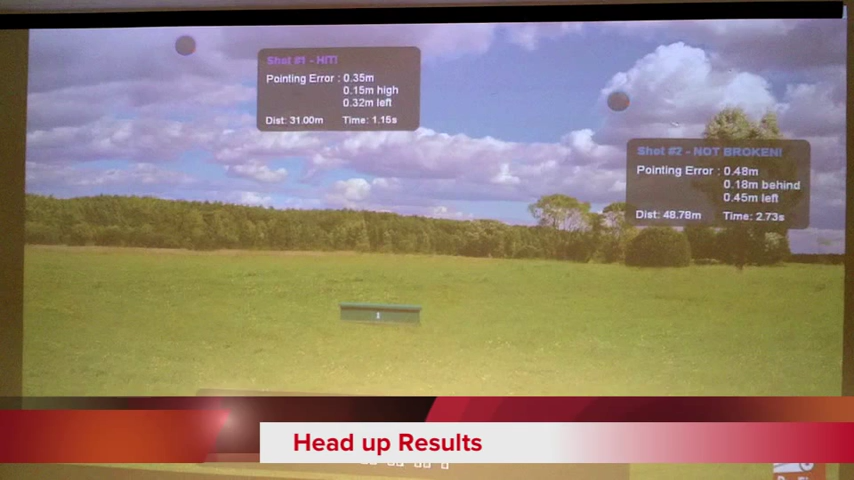 Shot #1 - HIT!
Pointing Error : 0.35m
0.15m high
0.32m left
Dist: 31.00m Time: 1.15s
Shot #2 - NOT BROKEN!
Pointing Error : 0.48m
0.18m behind
0.45m left
Dist: 48.78m Time: 2.73s
Head up Results